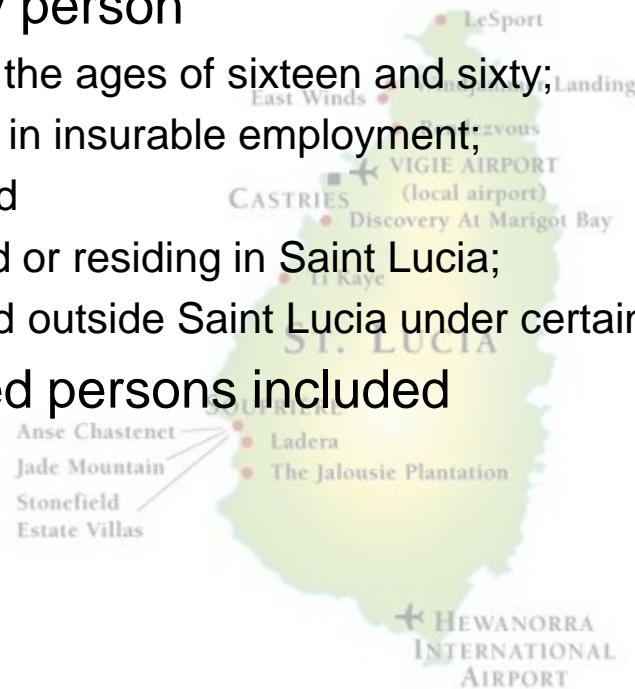 y person
the ages of sixteen and sixty;
in insurable employment;
d
d or residing in Saint Lucia;
d outside Saint Lucia under certain
ed persons included
LeSport
Landing
East Winds
VIGIE AIRPORT
(local airport)
CASTRIES
Discovery At Marigot Bay
Ti Kaye
ST. LUCIA
SOUFRIERE
Anse Chastenet
Ladera
Jade Mountain
The Jalousie Plantation
Stonefield
Estate Villas
HEWANORRA
INTERNATIONAL
AIRPORT